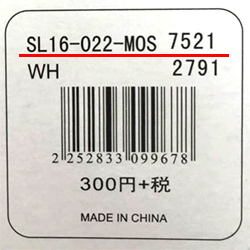 SL16-022-MOS 7521
WH 2791
2252833099678
300円+税
MADE IN CHINA